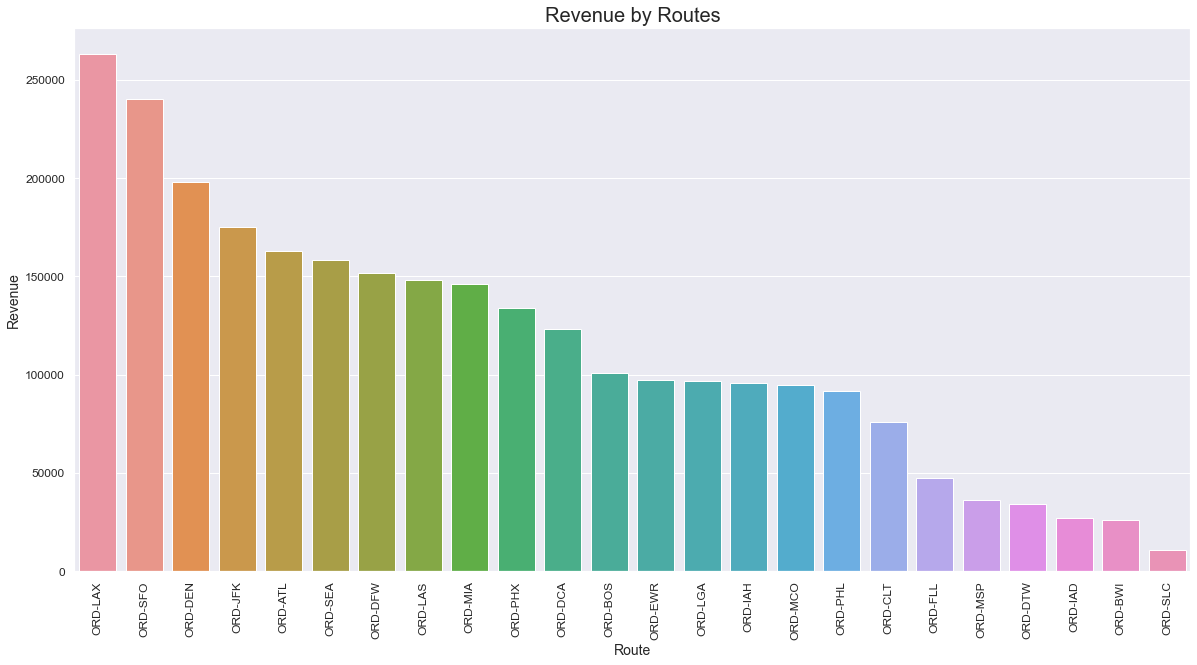 Revenue by Routes
Revenue
250000
200000
150000
100000
50000
0
ORD-LAX
ORD-SFO
ORD-DEN
ORD-JFK
ORD-ATL
ORD-SEA
ORD-DFW
ORD-LAS
ORD-MIA
ORD-PHX
ORD-DCA
ORD-BOS
ORD-EWR
ORD-LGA
ORD-IAH
ORD-MCO
ORD-PHL
ORD-CLT
ORD-FLL
ORD-MSP
ORD-DTW
ORD-IAD
ORD-BWI
ORD-SLC
Route